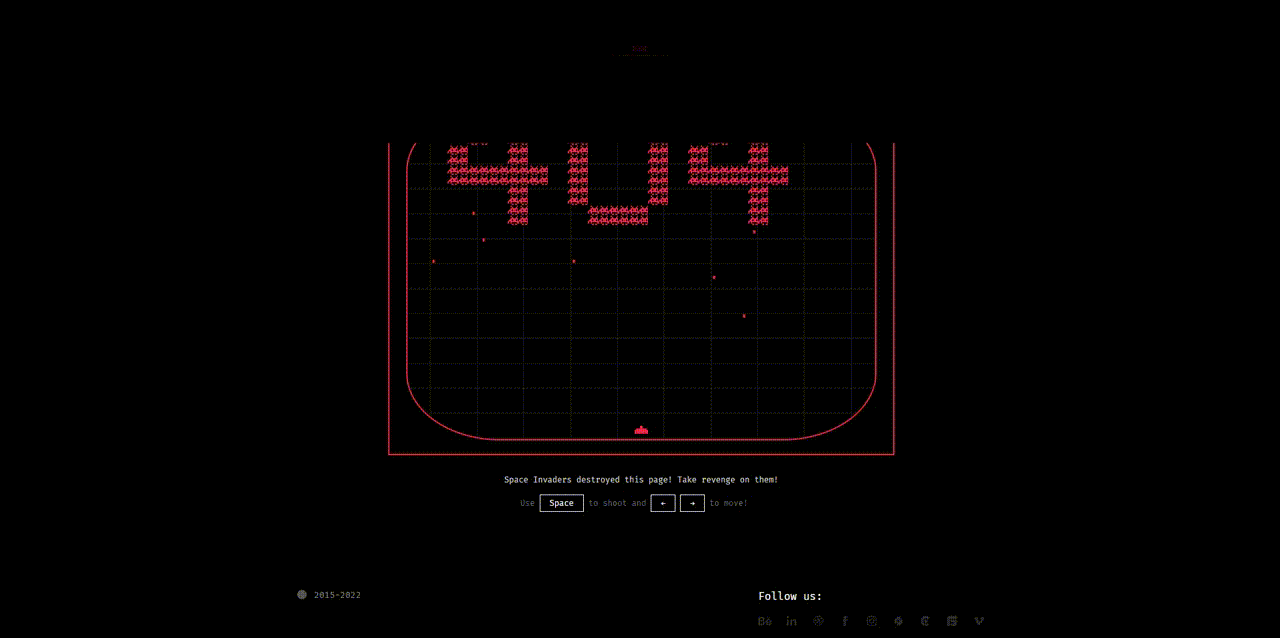 404
Space Invaders destroyed this page! Take revenge on them!
Use Space to shoot and ← → to move!
2015–2022
Follow us:
Bē in f